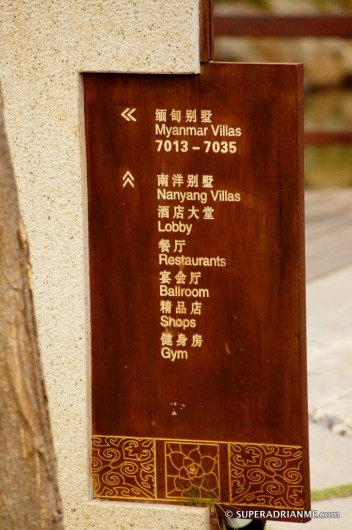 缅甸别墅
Myanmar Villas
7013 – 7035
南洋别墅
Nanyang Villas
酒店大堂
Lobby
餐厅
Restaurants
宴会厅
Ballroom
精品店
Shops
健身房
Gym
© SUPERADRIANME.COM